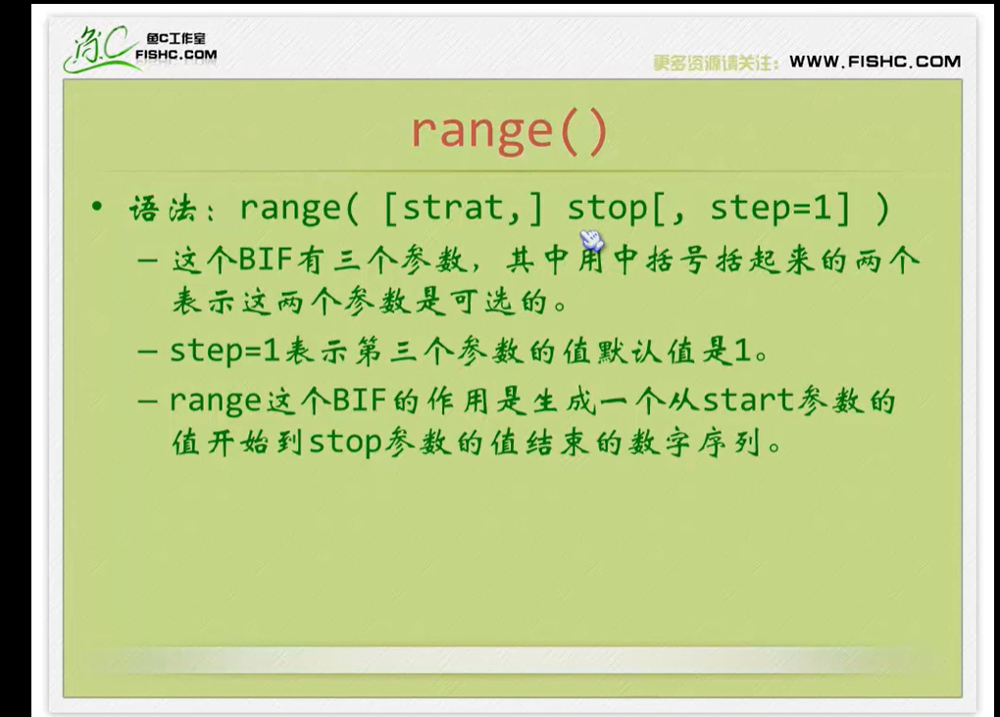 鱼C
鱼C工作室
FISHC.COM
更多资源请关注：WWW.FISHC.COM
range()
• 语法：range( [strat,] stop[, step=1] )
– 这个BIF有三个参数，其中用中括号括起来的两个
表示这两个参数是可选的。
– step=1表示第三个参数的值默认值是1。
– range这个BIF的作用是生成一个从start参数的
值开始到stop参数的值结束的数字序列。